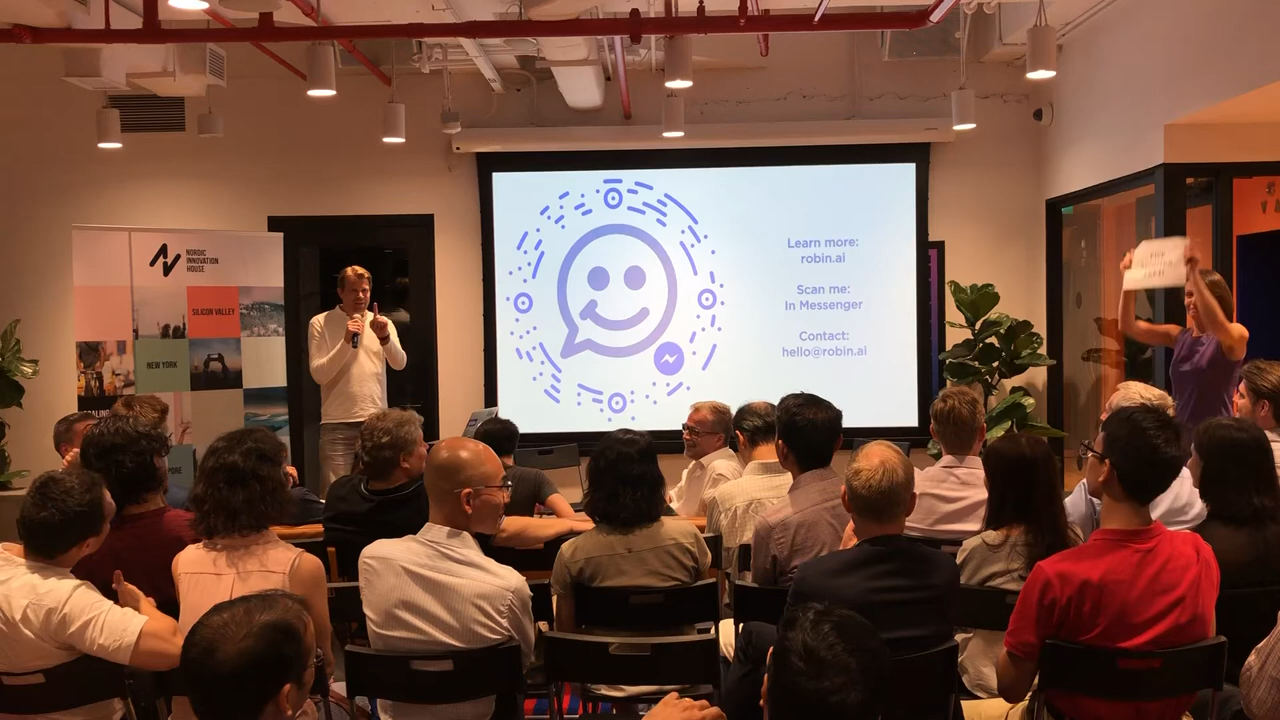 NORDIC
INNOVATION
HOUSE
SILICON VALLEY
NEW YORK
Learn more:
robin.ai
Scan me:
In Messenger
Contact:
hello@robin.ai